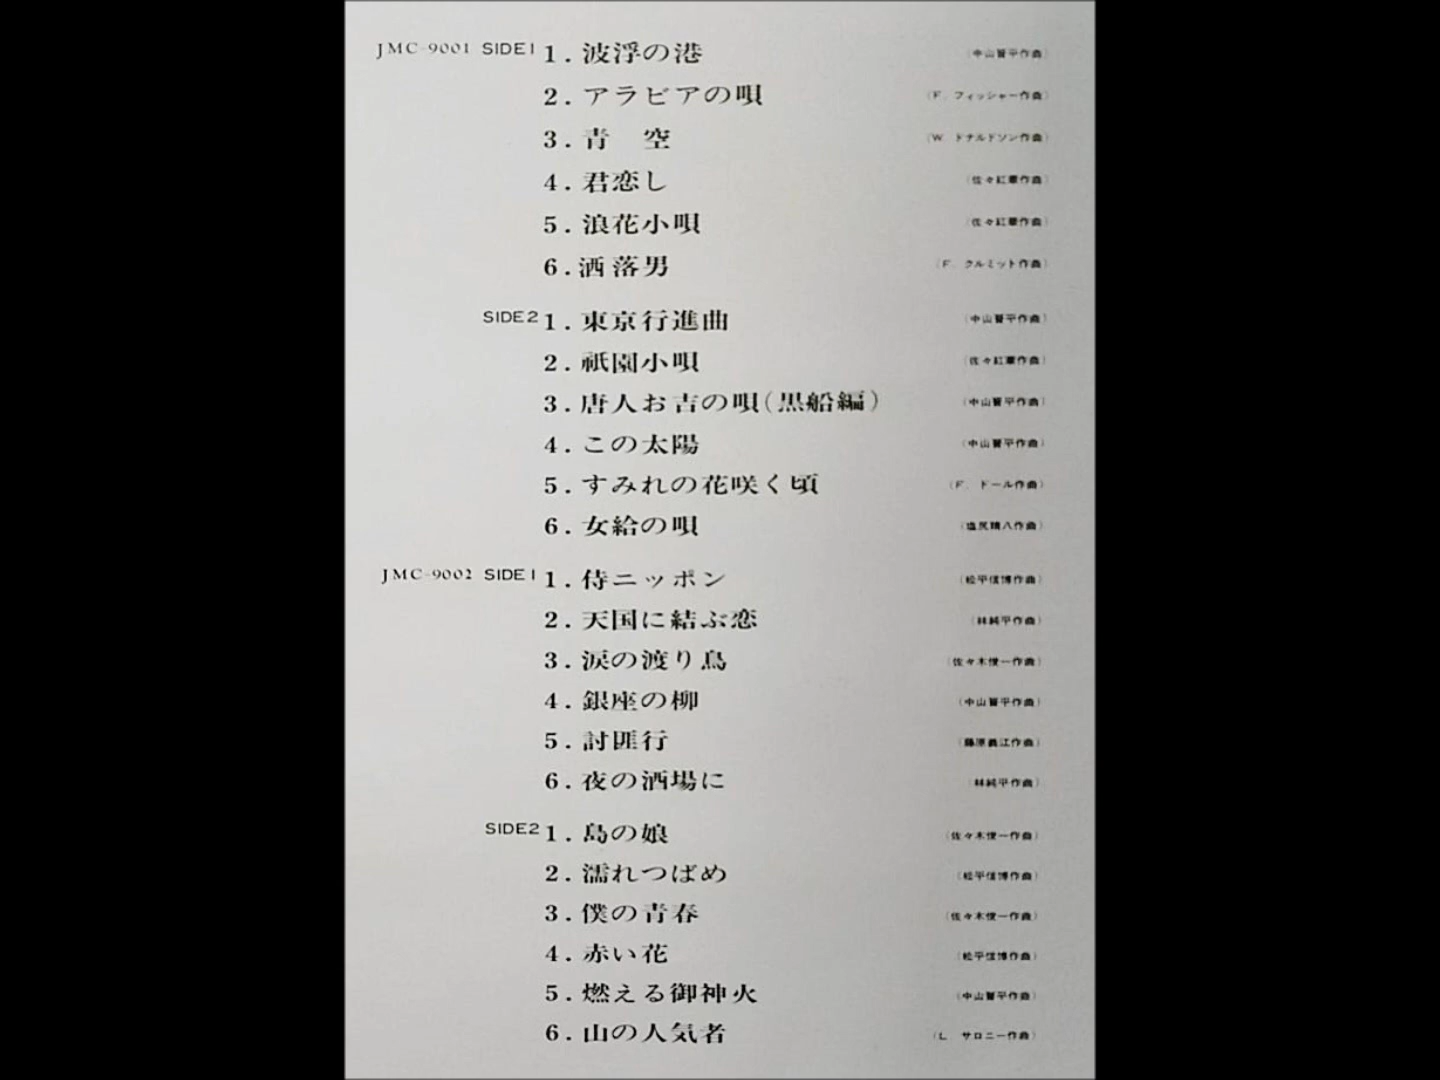 JMC-9001 SIDE1 1. 波浮の港 (中山晋平作曲)
2. アラビアの唄 (F. フィッシャー作曲)
3. 青　空 (W. ドナルドソン作曲)
4. 君恋し (佐々紅華作曲)
5. 浪花小唄 (佐々紅華作曲)
6. 洒落男 (F. クルミット作曲)
SIDE2 1. 東京行進曲 (中山晋平作曲)
2. 祇園小唄 (佐々紅華作曲)
3. 唐人お吉の唄(黒船編) (中山晋平作曲)
4. この太陽 (中山晋平作曲)
5. すみれの花咲く頃 (F. ドール作曲)
6. 女給の唄 (塩尻精八作曲)
JMC-9002 SIDE1 1. 侍ニッポン (松平信博作曲)
2. 天国に結ぶ恋 (林純平作曲)
3. 涙の渡り鳥 (佐々木俊一作曲)
4. 銀座の柳 (中山晋平作曲)
5. 討匪行 (藤原義江作曲)
6. 夜の酒場に (林純平作曲)
SIDE2 1. 島の娘 (佐々木俊一作曲)
2. 濡れつばめ (松平信博作曲)
3. 僕の青春 (佐々木俊一作曲)
4. 赤い花 (松平信博作曲)
5. 燃える御神火 (中山晋平作曲)
6. 山の人気者 (L. サロニー作曲)